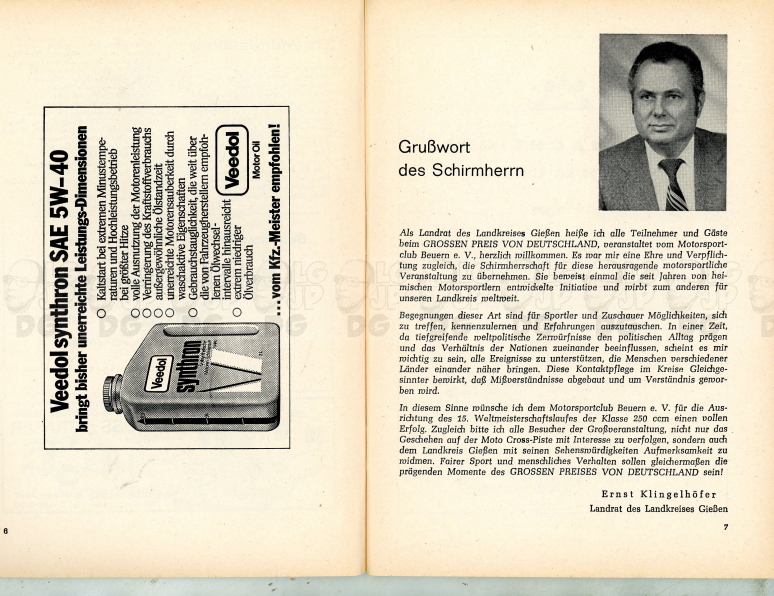 Veedol synthron SAE 5W-40
bringt bisher unerreichte Leistungs-Dimensionen
Kaltstart bei extremen Minustempe-
raturen und Hochleistungsbetrieb
bei größter Hitze
volle Ausnutzung der Motorenleistung
Verringerung des Kraftstoffverbrauchs
außergewöhnliche Ölstandzeit
unerreichte Motorensauberkeit durch
waschaktive Eigenschaften
Gebrauchstauglichkeit, die weit über
die von Fahrzeugherstellern empfoh-
lenen Ölwechsel-
intervalle hinausreicht
extrem niedriger
Ölverbrauch
Veedol
Motor Oil
...vom Kfz.-Meister empfohlen!
Veedol
synthron
6
Grußwort
des Schirmherrn
Als Landrat des Landkreises Gießen heiße ich alle Teilnehmer und Gäste
beim GROSSEN PREIS VON DEUTSCHLAND, veranstaltet vom Motorsport-
club Beuern e. V., herzlich willkommen. Es war mir eine Ehre und Verpflich-
tung zugleich, die Schirmherrschaft für diese herausragende motorsportliche
Veranstaltung zu übernehmen. Sie beweist einmal die seit Jahren von hei-
mischen Motorsportlern entwickelte Initiative und wirbt zum anderen für
unseren Landkreis weltweit.
Begegnungen dieser Art sind für Sportler und Zuschauer Möglichkeiten, sich
zu treffen, kennenzulernen und Erfahrungen auszutauschen. In einer Zeit,
da tiefgreifende weltpolitische Zerwürfnisse den politischen Alltag prägen
und das Verhältnis der Nationen zueinander beeinflussen, scheint es mir
wichtig zu sein, alle Ereignisse zu unterstützen, die Menschen verschiedener
Länder einander näher bringen. Diese Kontaktpflege im Kreise Gleichge-
sinnter bewirkt, daß Mißverständnisse abgebaut und um Verständnis gewor-
ben wird.
In diesem Sinne wünsche ich dem Motorsportclub Beuern e. V. für die Aus-
richtung des 15. Weltmeisterschaftslaufes der Klasse 250 ccm einen vollen
Erfolg. Zugleich bitte ich alle Besucher der Großveranstaltung, nicht nur das
Geschehen auf der Moto Cross-Piste mit Interesse zu verfolgen, sondern auch
dem Landkreis Gießen mit seinen Sehenswürdigkeiten Aufmerksamkeit zu
widmen. Fairer Sport und menschliches Verhalten sollen gleichermaßen die
prägenden Momente des GROSSEN PREISES VON DEUTSCHLAND sein!
Ernst Klingelhöfer
Landrat des Landkreises Gießen
7